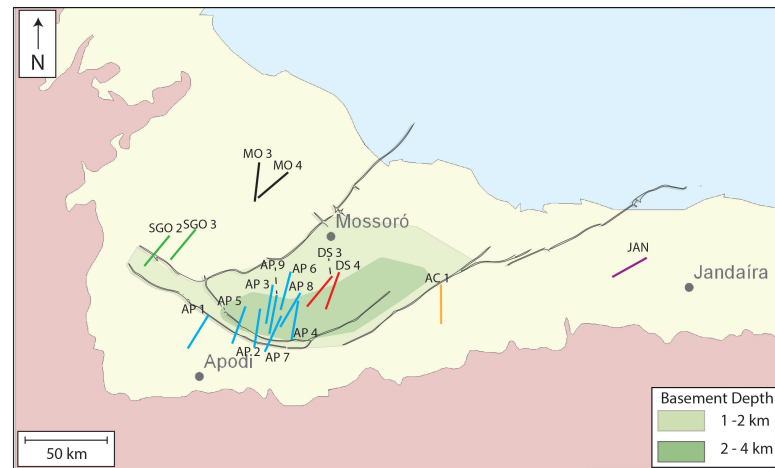 N
MO 3
MO 4
SGO 2
SGO 3
Mossoró
DS 3
DS 4
AP 9
AP 6
AP 3
AP 8
AC 1
JAN
Jandaíra
AP 5
AP 1
AP 4
AP 2
AP 7
Apodi
Basement Depth
1 -2 km
2 - 4 km
50 km